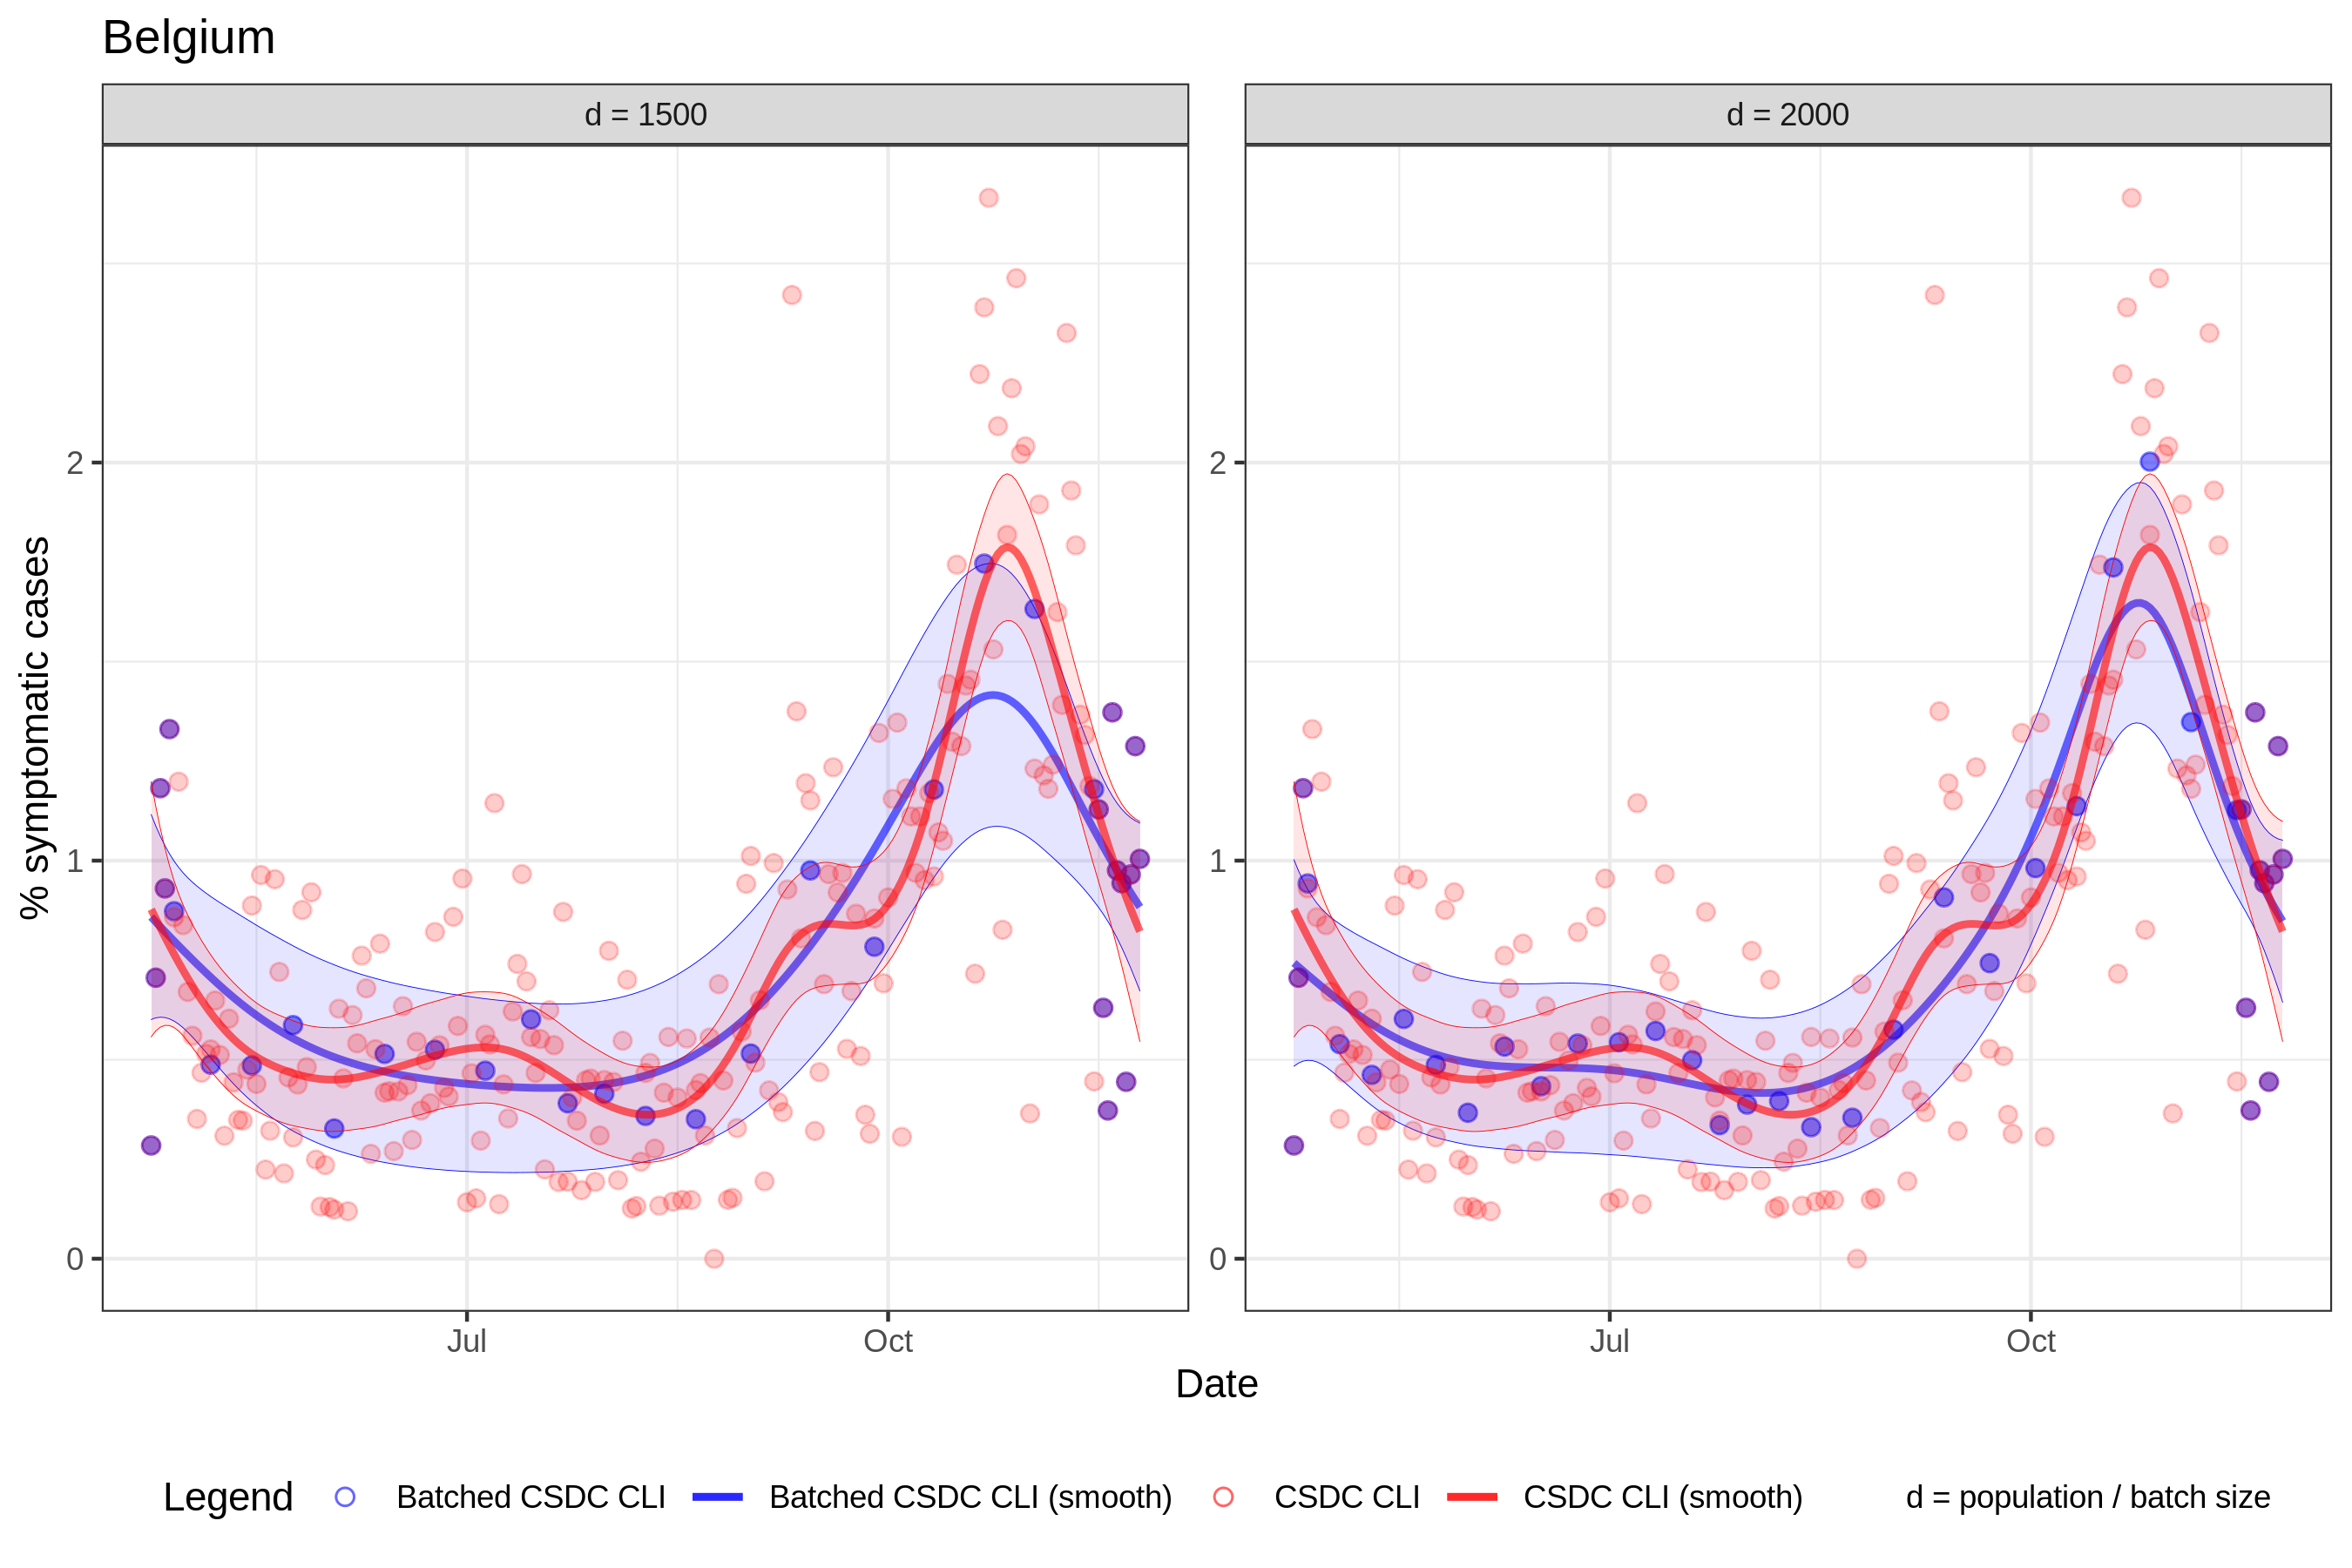 Belgium
d = 1500
d = 2000
% symptomatic cases
2
1
0
2
1
0
Jul
Oct
Jul
Oct
Date
Legend
Batched CSDC CLI
Batched CSDC CLI (smooth)
CSDC CLI
CSDC CLI (smooth)
d = population / batch size